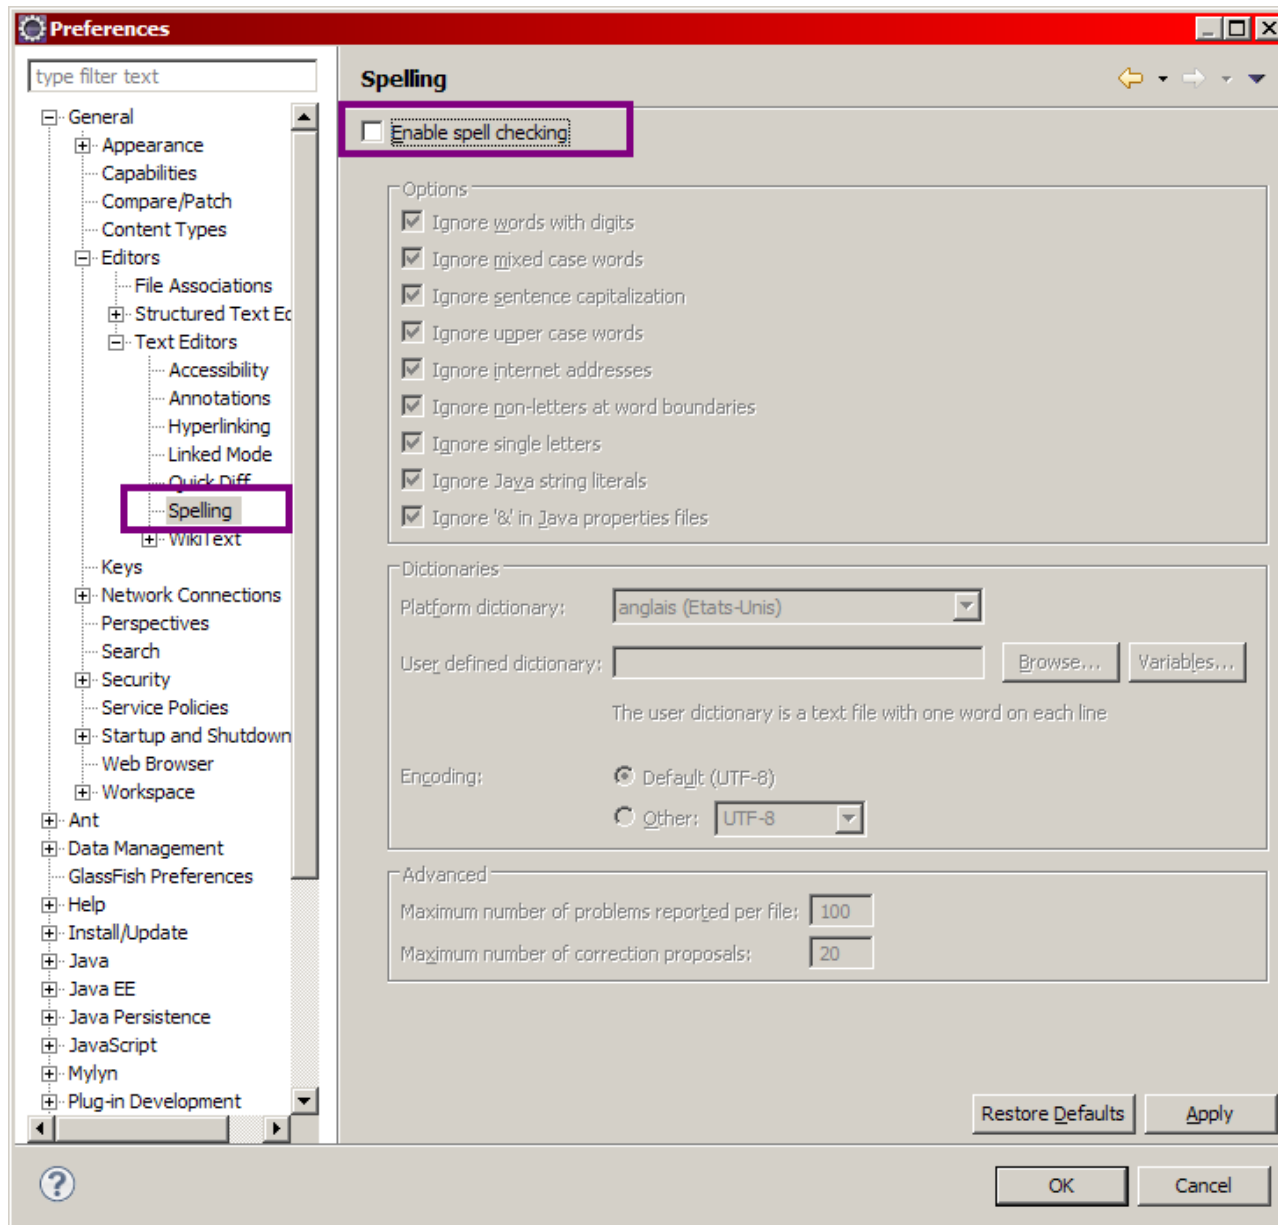 Preferences
type filter text
General
Appearance
Capabilities
Compare/Patch
Content Types
Editors
File Associations
Structured Text Ec
Text Editors
Accessibility
Annotations
Hyperlinking
Linked Mode
Quick Diff
Spelling
WikiText
Keys
Network Connections
Perspectives
Search
Security
Service Policies
Startup and Shutdown
Web Browser
Workspace
Ant
Data Management
GlassFish Preferences
Help
Install/Update
Java
Java EE
Java Persistence
JavaScript
Mylyn
Plug-in Development
Spelling
Enable spell checking
Options
Ignore words with digits
Ignore mixed case words
Ignore sentence capitalization
Ignore upper case words
Ignore internet addresses
Ignore non-letters at word boundaries
Ignore single letters
Ignore Java string literals
Ignore '&' in Java properties files
Dictionaries
Platform dictionary: anglais (Etats-Unis)
User defined dictionary: Browse... Variables...
The user dictionary is a text file with one word on each line
Encoding: Default (UTF-8)
Other: UTF-8
Advanced
Maximum number of problems reported per file: 100
Maximum number of correction proposals: 20
Restore Defaults Apply
OK Cancel